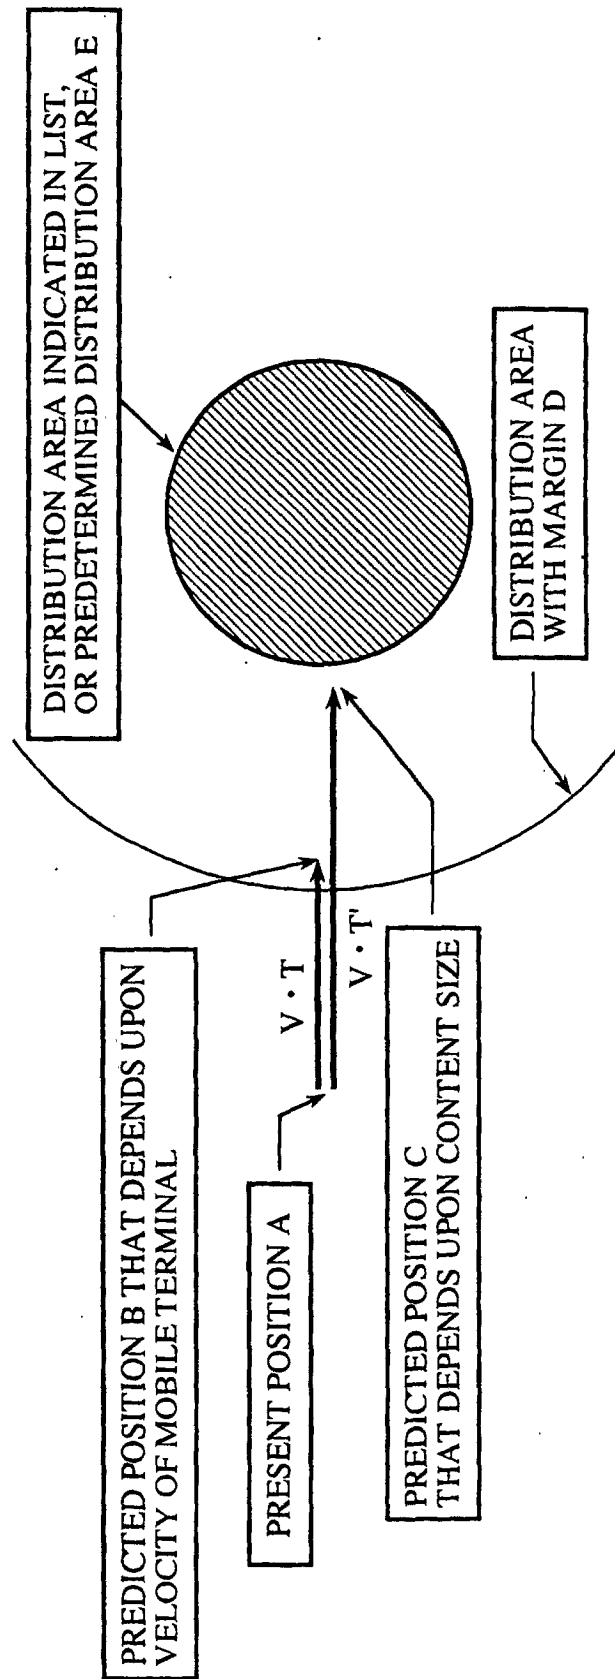 DISTRIBUTION AREA INDICATED IN LIST,
OR PREDETERMINED DISTRIBUTION AREA E
PREDICTED POSITION B THAT DEPENDS UPON
VELOCITY OF MOBILE TERMINAL
V · T
V · T'
PRESENT POSITION A
PREDICTED POSITION C
THAT DEPENDS UPON CONTENT SIZE
DISTRIBUTION AREA
WITH MARGIN D